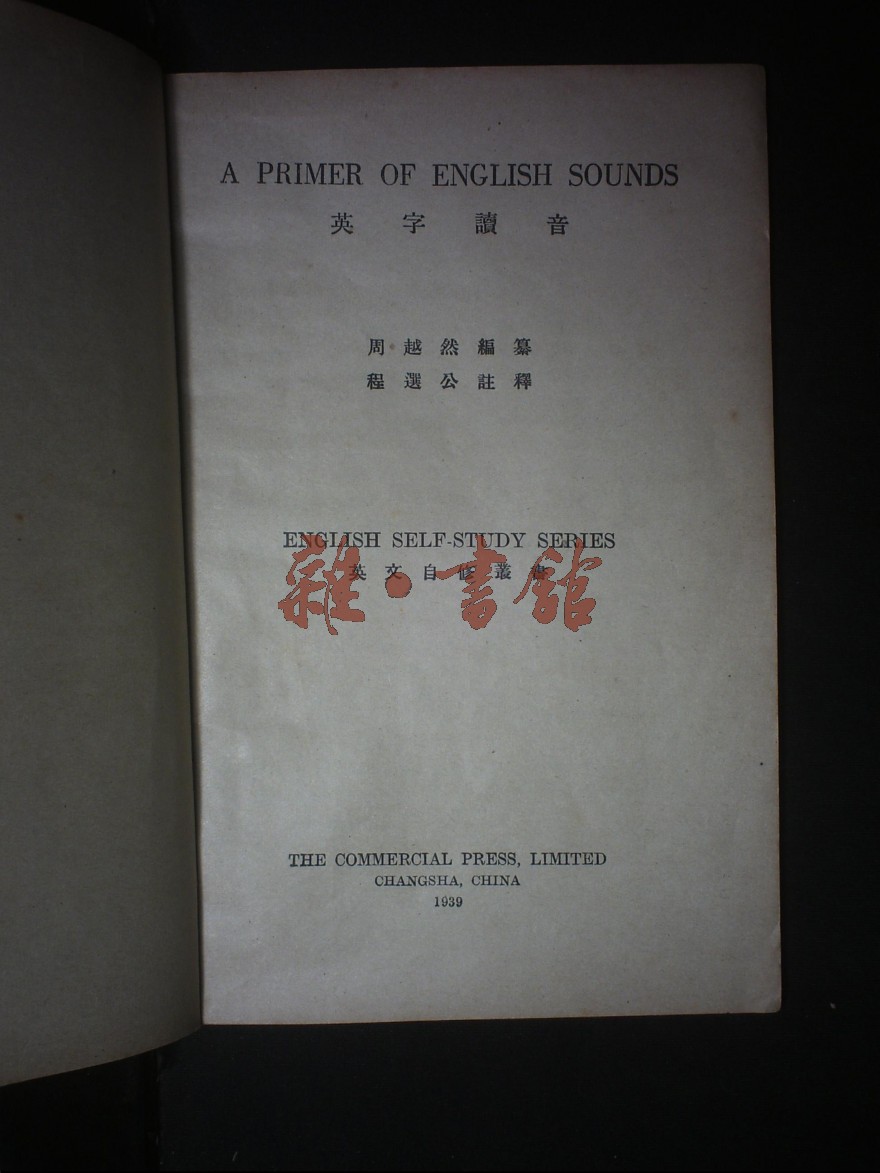 A PRIMER OF ENGLISH SOUNDS
英字讀音
周越然編纂
程選公註釋
ENGLISH SELF-STUDY SERIES
英文自修叢書
雜·書館
THE COMMERCIAL PRESS, LIMITED
CHANGSHA, CHINA
1939